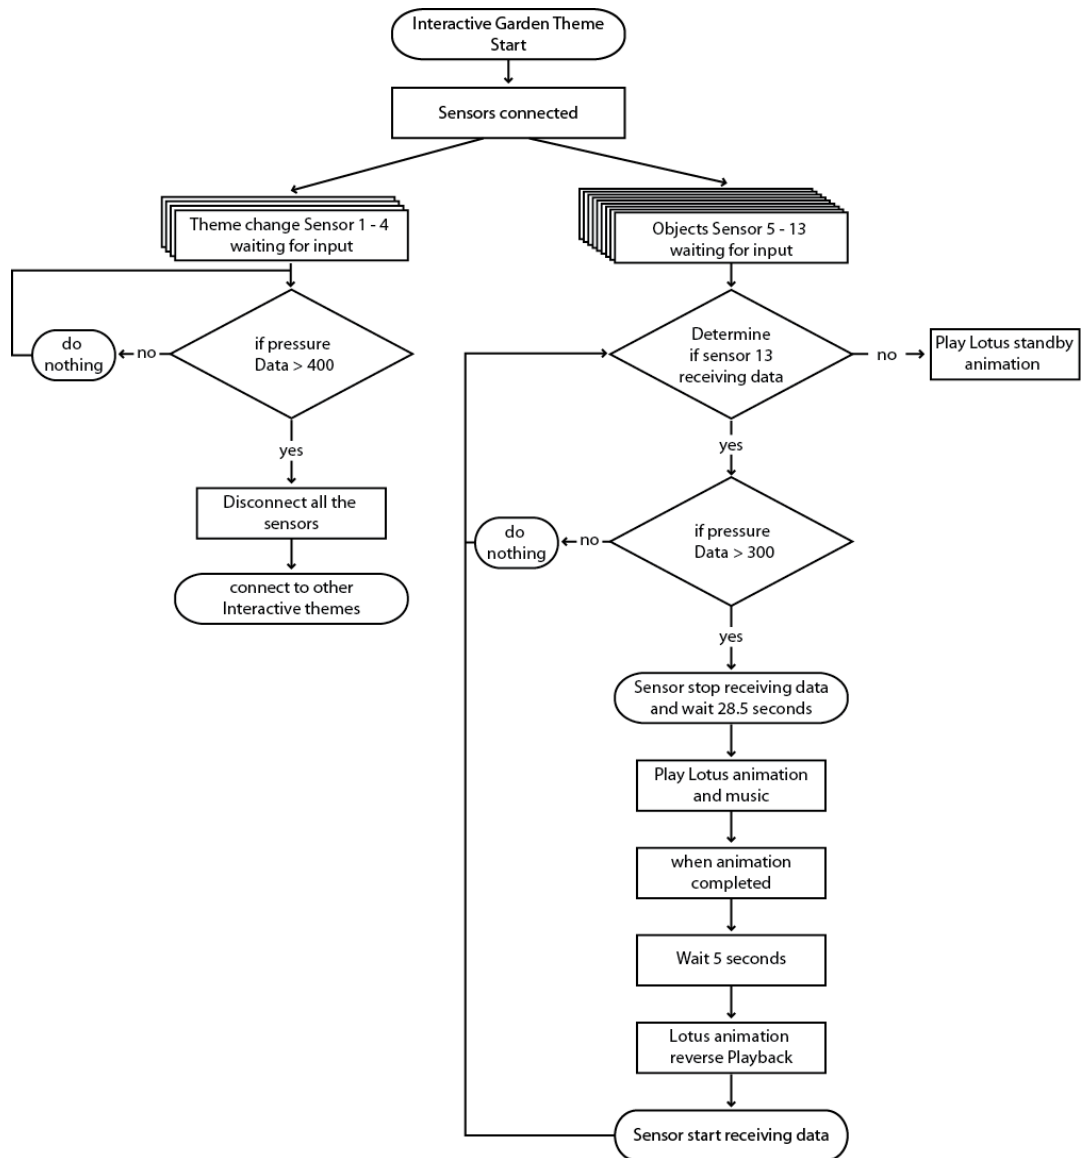 Interactive Garden Theme
Start
Sensors connected
Theme change Sensor 1 - 4
waiting for input
if pressure
Data > 400
no
do
nothing
yes
Disconnect all the
sensors
connect to other
Interactive themes
Objects Sensor 5 - 13
waiting for input
Determine
if sensor 13
receiving data
no
Play Lotus standby
animation
yes
if pressure
Data > 300
no
do
nothing
yes
Sensor stop receiving data
and wait 28.5 seconds
Play Lotus animation
and music
when animation
completed
Wait 5 seconds
Lotus animation
reverse Playback
Sensor start receiving data